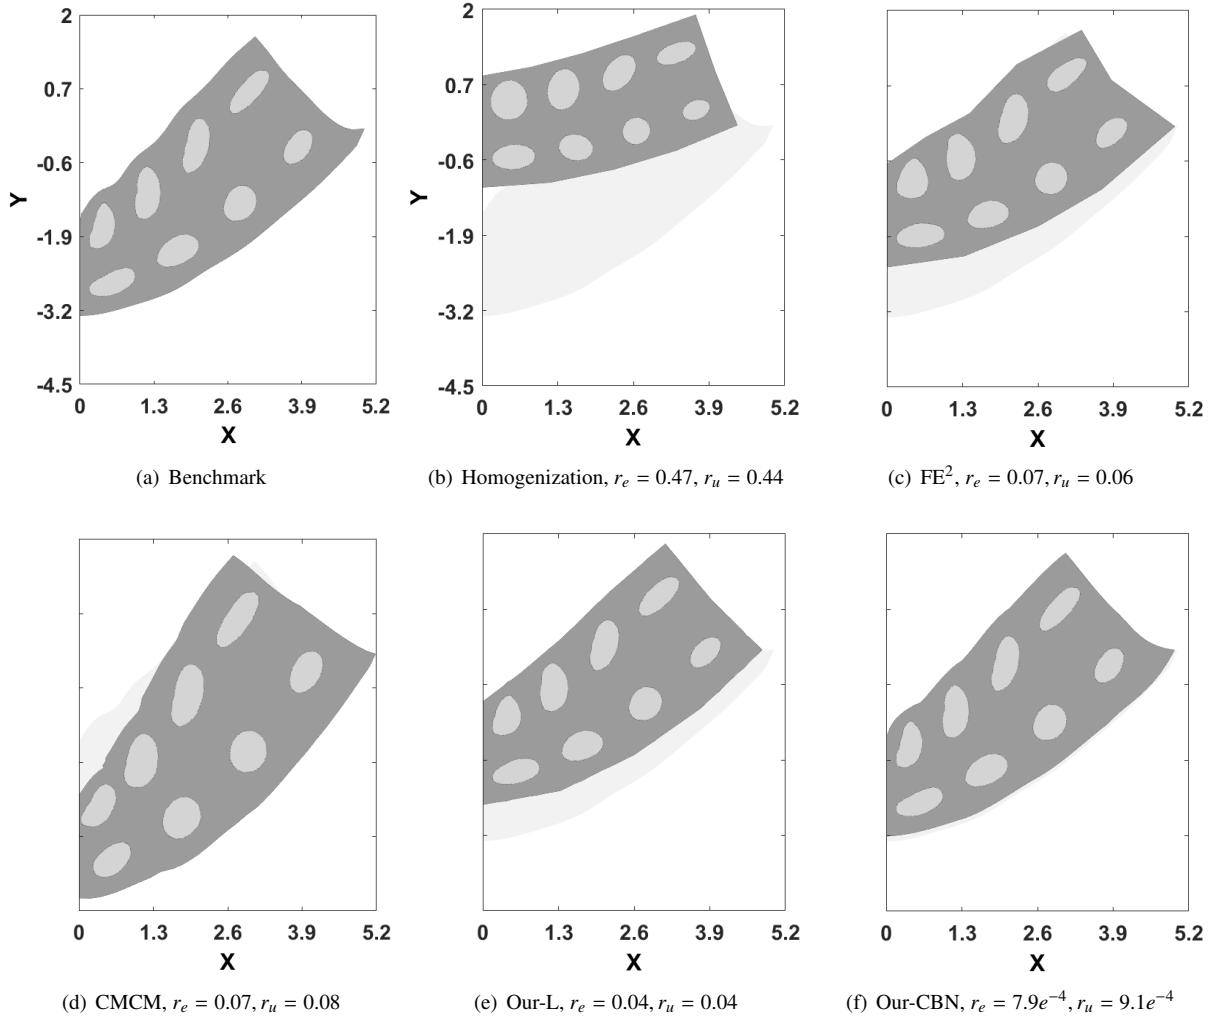 2
0.7
-0.6
-1.9
-3.2
-4.5
Y
0 1.3 2.6 3.9 5.2
X
(a) Benchmark
2
0.7
-0.6
-1.9
-3.2
-4.5
Y
0 1.3 2.6 3.9 5.2
X
(b) Homogenization, r_e = 0.47, r_u = 0.44
0 1.3 2.6 3.9 5.2
X
(c) FE², r_e = 0.07, r_u = 0.06
0 1.3 2.6 3.9 5.2
X
(d) CMCM, r_e = 0.07, r_u = 0.08
0 1.3 2.6 3.9 5.2
X
(e) Our-L, r_e = 0.04, r_u = 0.04
0 1.3 2.6 3.9 5.2
X
(f) Our-CBN, r_e = 7.9e⁻⁴, r_u = 9.1e⁻⁴